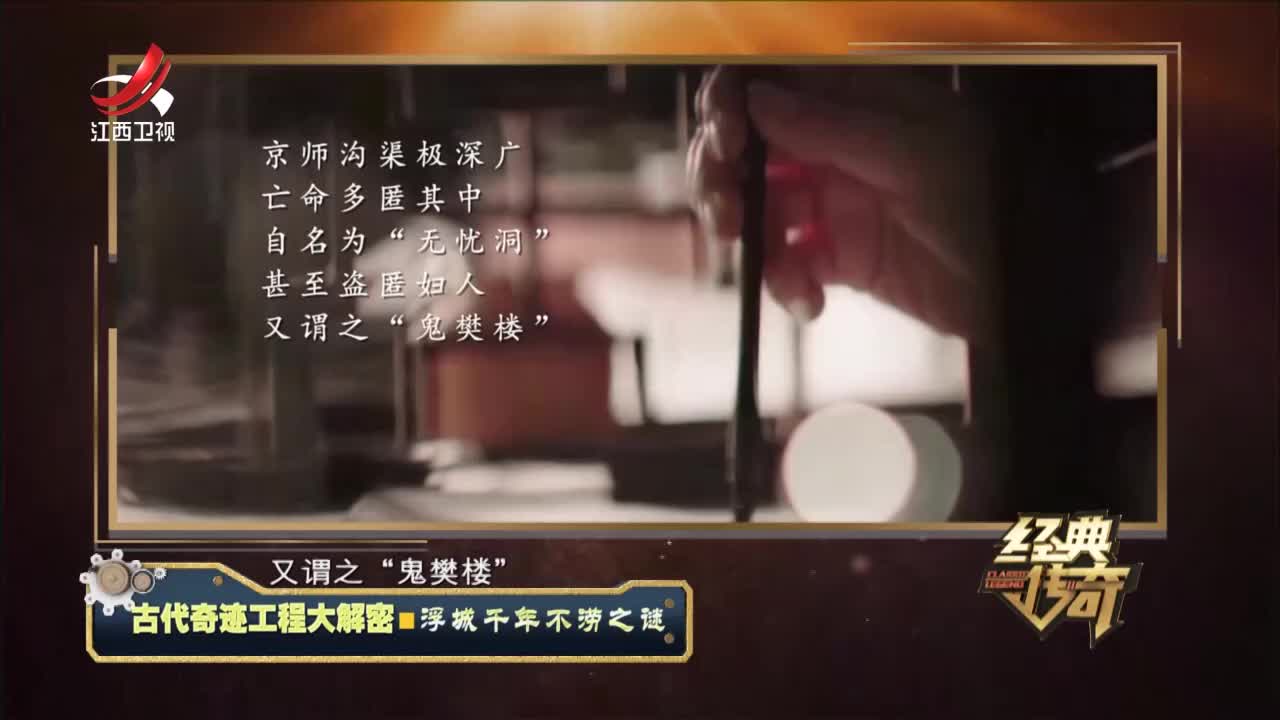 江西卫视
京师沟渠极深广
亡命多匿其中
自名为“无忧洞”
甚至盗匿妇人
又谓之“鬼樊楼”
经典传奇
CLASSIC LEGEND
又谓之“鬼樊楼”
古代奇迹工程大解密■浮城千年不涝之谜